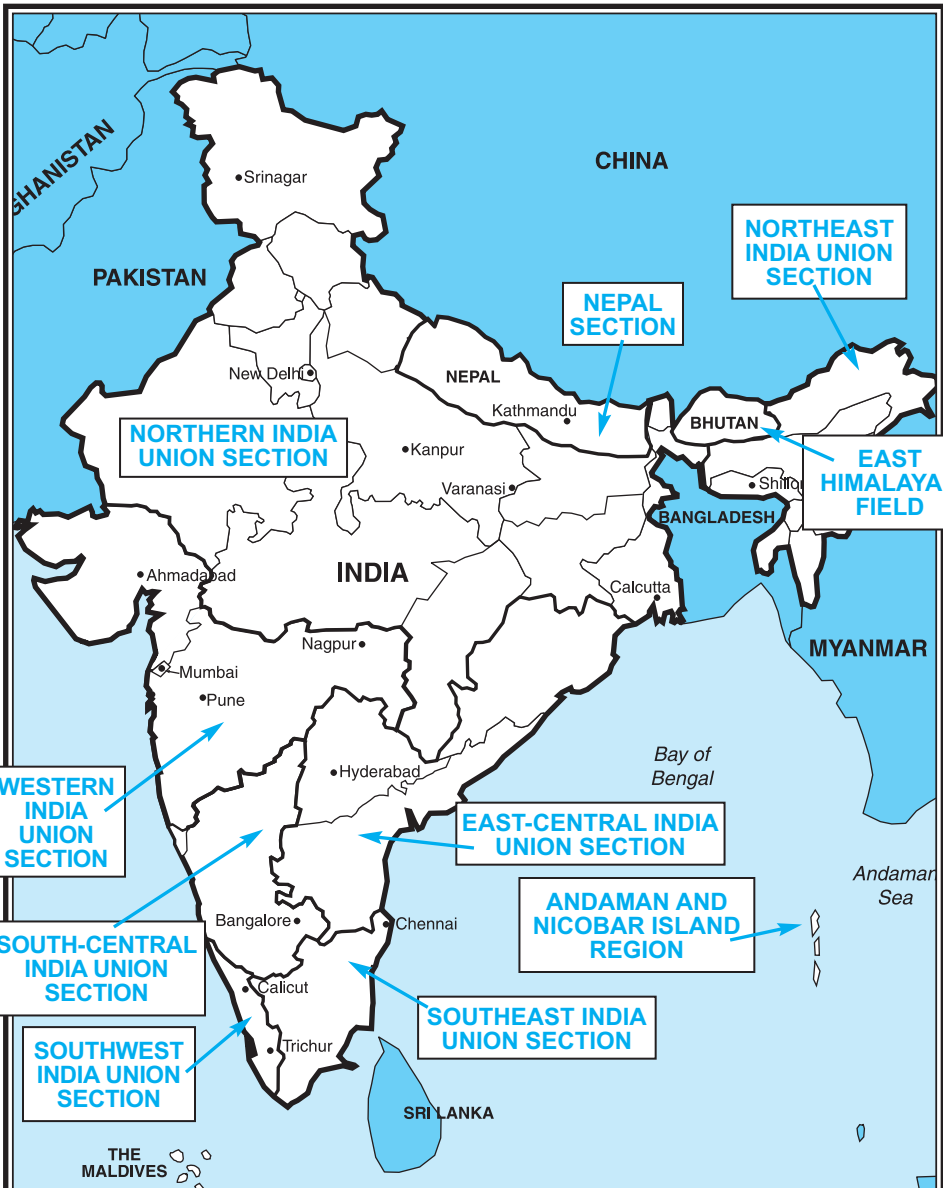 CHINA
GHANISTAN
Srinagar
PAKISTAN
NORTHEAST
INDIA UNION
SECTION
NEPAL
SECTION
New Delhi
NEPAL
Kathmandu
BHUTAN
NORTHERN INDIA
UNION SECTION
Kanpur
Varanasi
EAST
HIMALAYA
FIELD
Shillon
BANGLADESH
INDIA
Ahmadabad
Calcutta
Nagpur
MYANMAR
Mumbai
Pune
Bay of
Bengal
Hyderabad
WESTERN
INDIA
UNION
SECTION
EAST-CENTRAL INDIA
UNION SECTION
Andaman
Sea
ANDAMAN AND
NICOBAR ISLAND
REGION
Bangalore
Chennai
SOUTH-CENTRAL
INDIA UNION
SECTION
Calicut
SOUTHEAST INDIA
UNION SECTION
SOUTHWEST
INDIA UNION
SECTION
Trichur
SRI LANKA
THE
MALDIVES